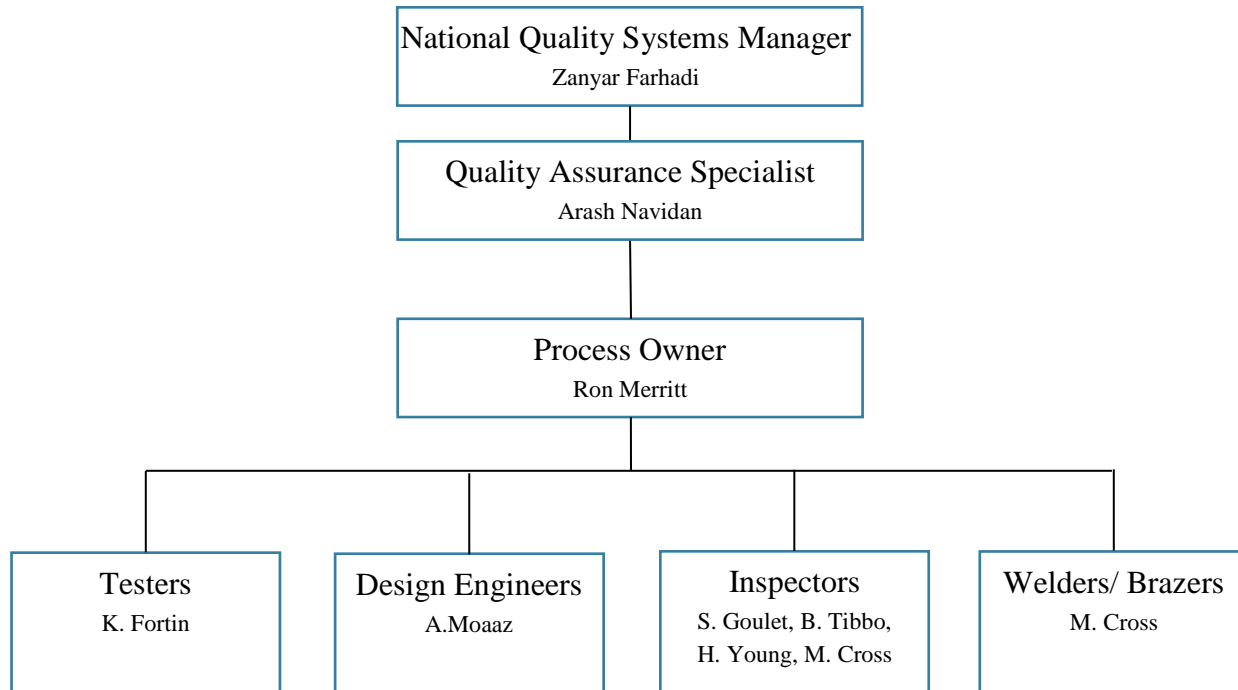 National Quality Systems Manager
Zanyar Farhadi
Quality Assurance Specialist
Arash Navidan
Process Owner
Ron Merritt
Testers
K. Fortin
Design Engineers
A.Moaaz
Inspectors
S. Goulet, B. Tibbo,
H. Young, M. Cross
Welders/ Brazers
M. Cross